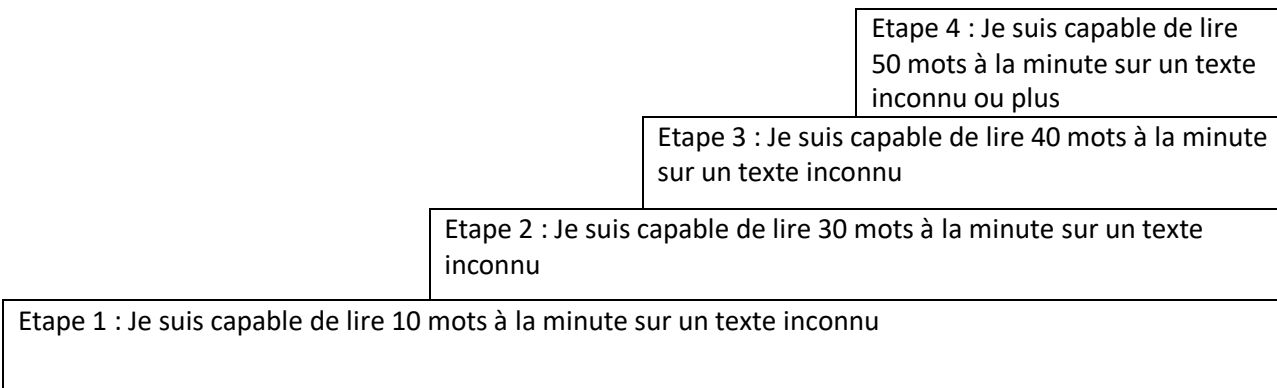 Etape 4 : Je suis capable de lire
50 mots à la minute sur un texte
inconnu ou plus
Etape 3 : Je suis capable de lire 40 mots à la minute
sur un texte inconnu
Etape 2 : Je suis capable de lire 30 mots à la minute sur un texte
inconnu
Etape 1 : Je suis capable de lire 10 mots à la minute sur un texte inconnu